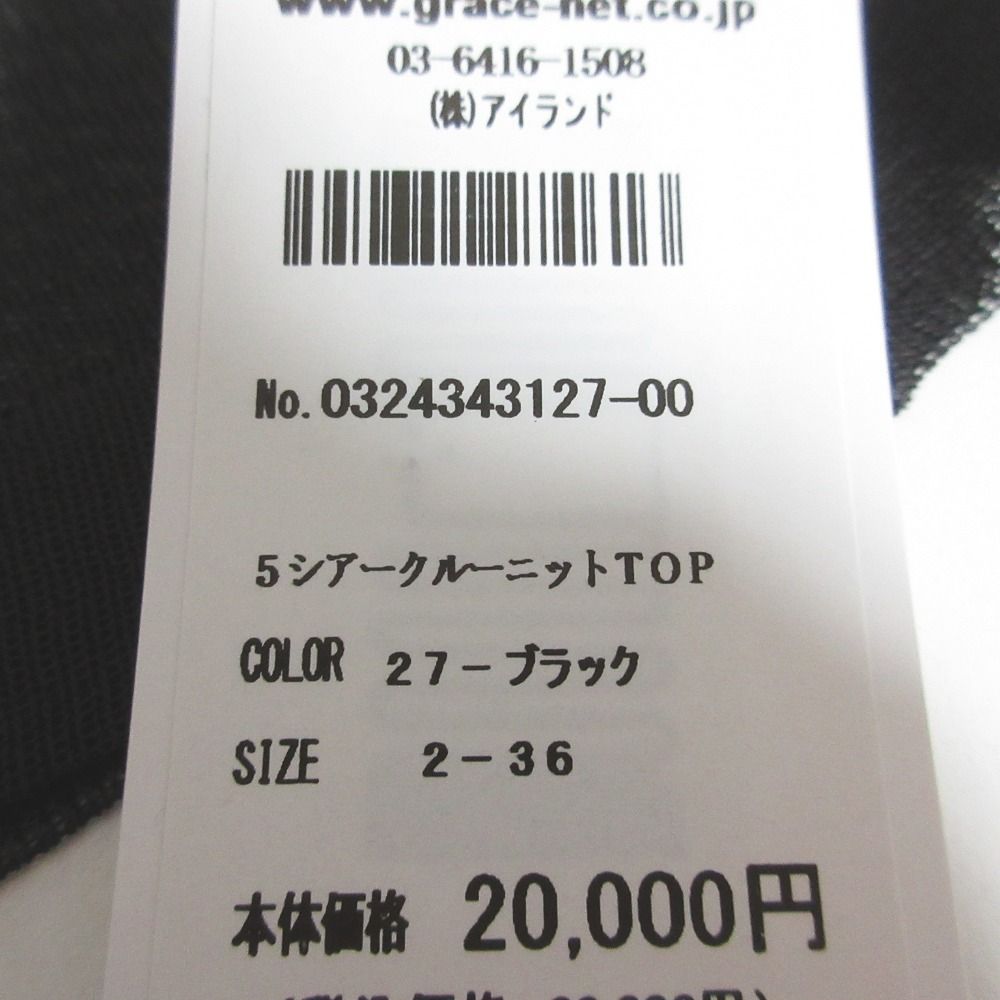 www.grace-net.co.jp
03-6416-1508
(株)アイランド
No.0324343127-00
5シアークルーニットTOP
COLOR 27-ブラック
SIZE 2-36
本体価格 20,000円